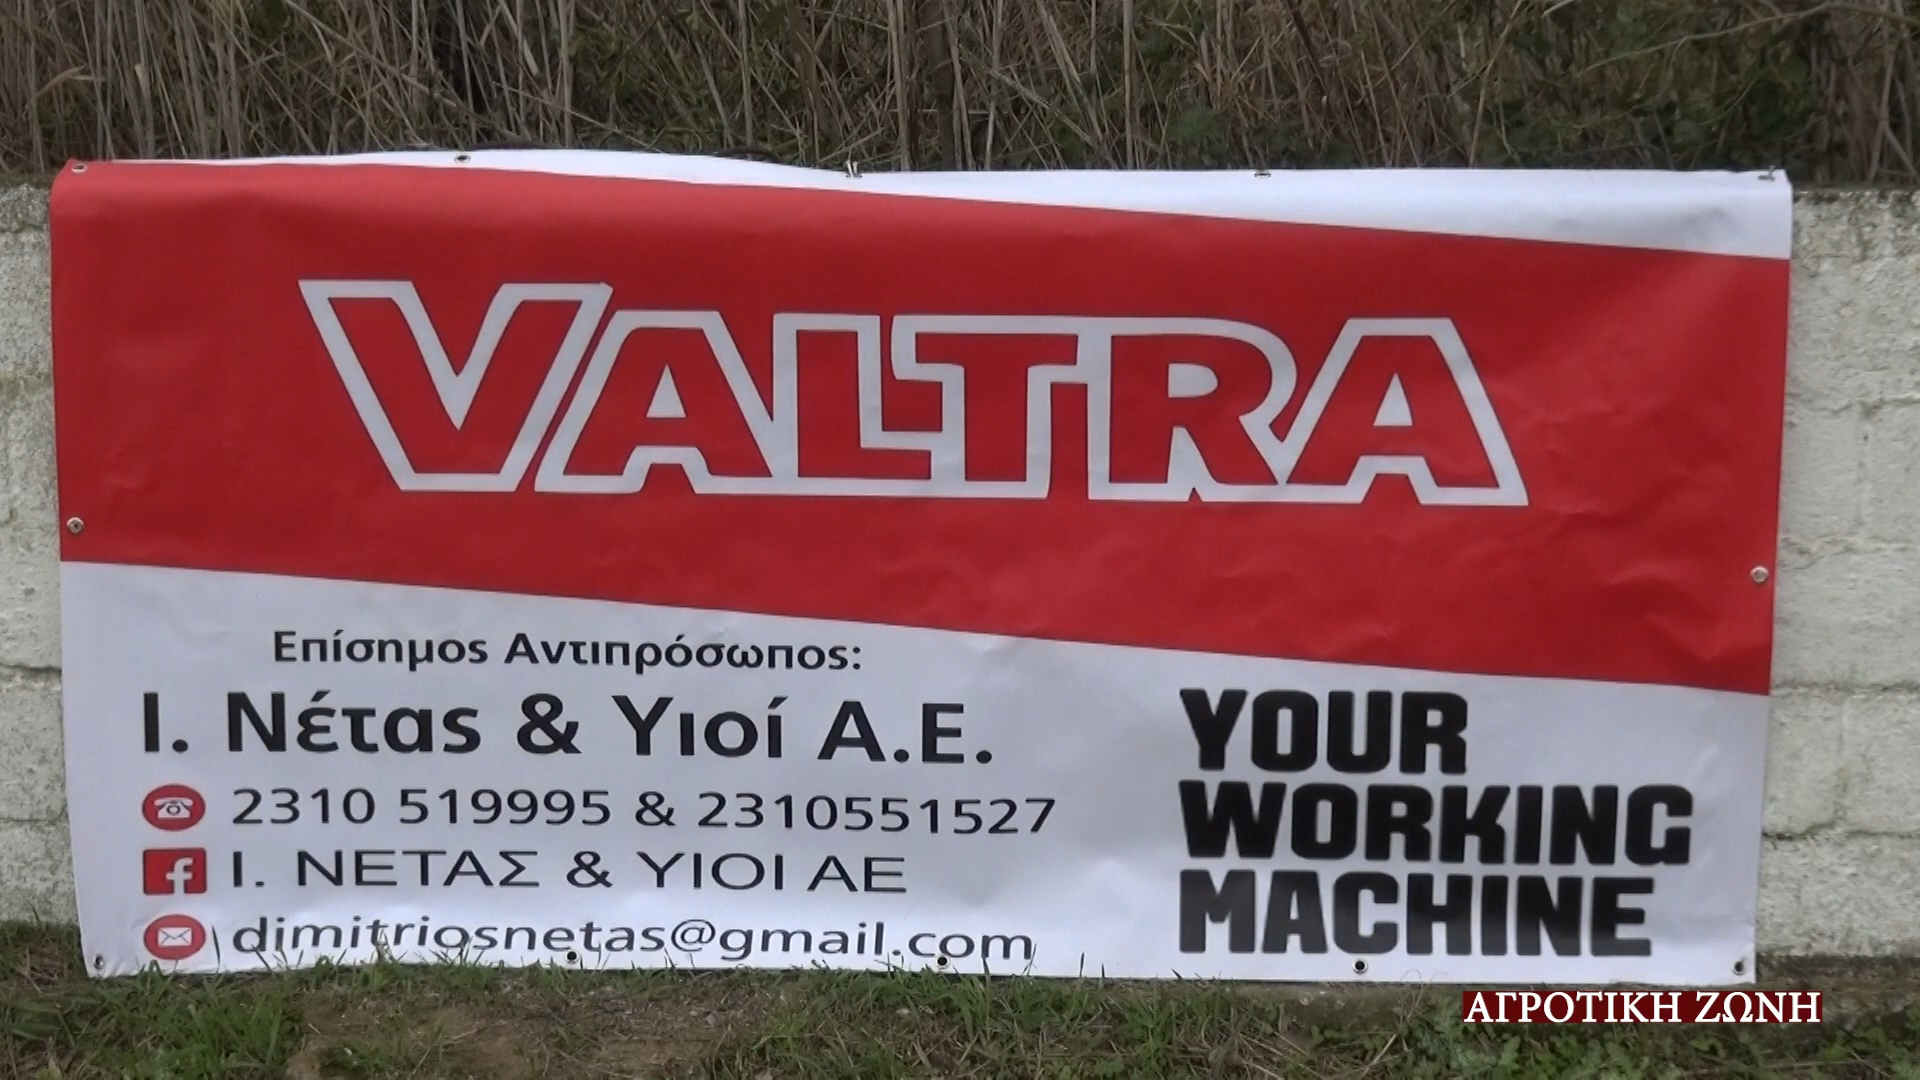 VALTRA
Επίσημος Αντιπρόσωπος:
Ι. Νέτας & Υιοί Α.Ε.
2310 519995 & 2310551527
Ι. ΝΕΤΑΣ & ΥΙΟΙ ΑΕ
dimitriosnetas@gmail.com
YOUR
WORKING
MACHINE
ΑΓΡΟΤΙΚΗ ΖΩΝΗ